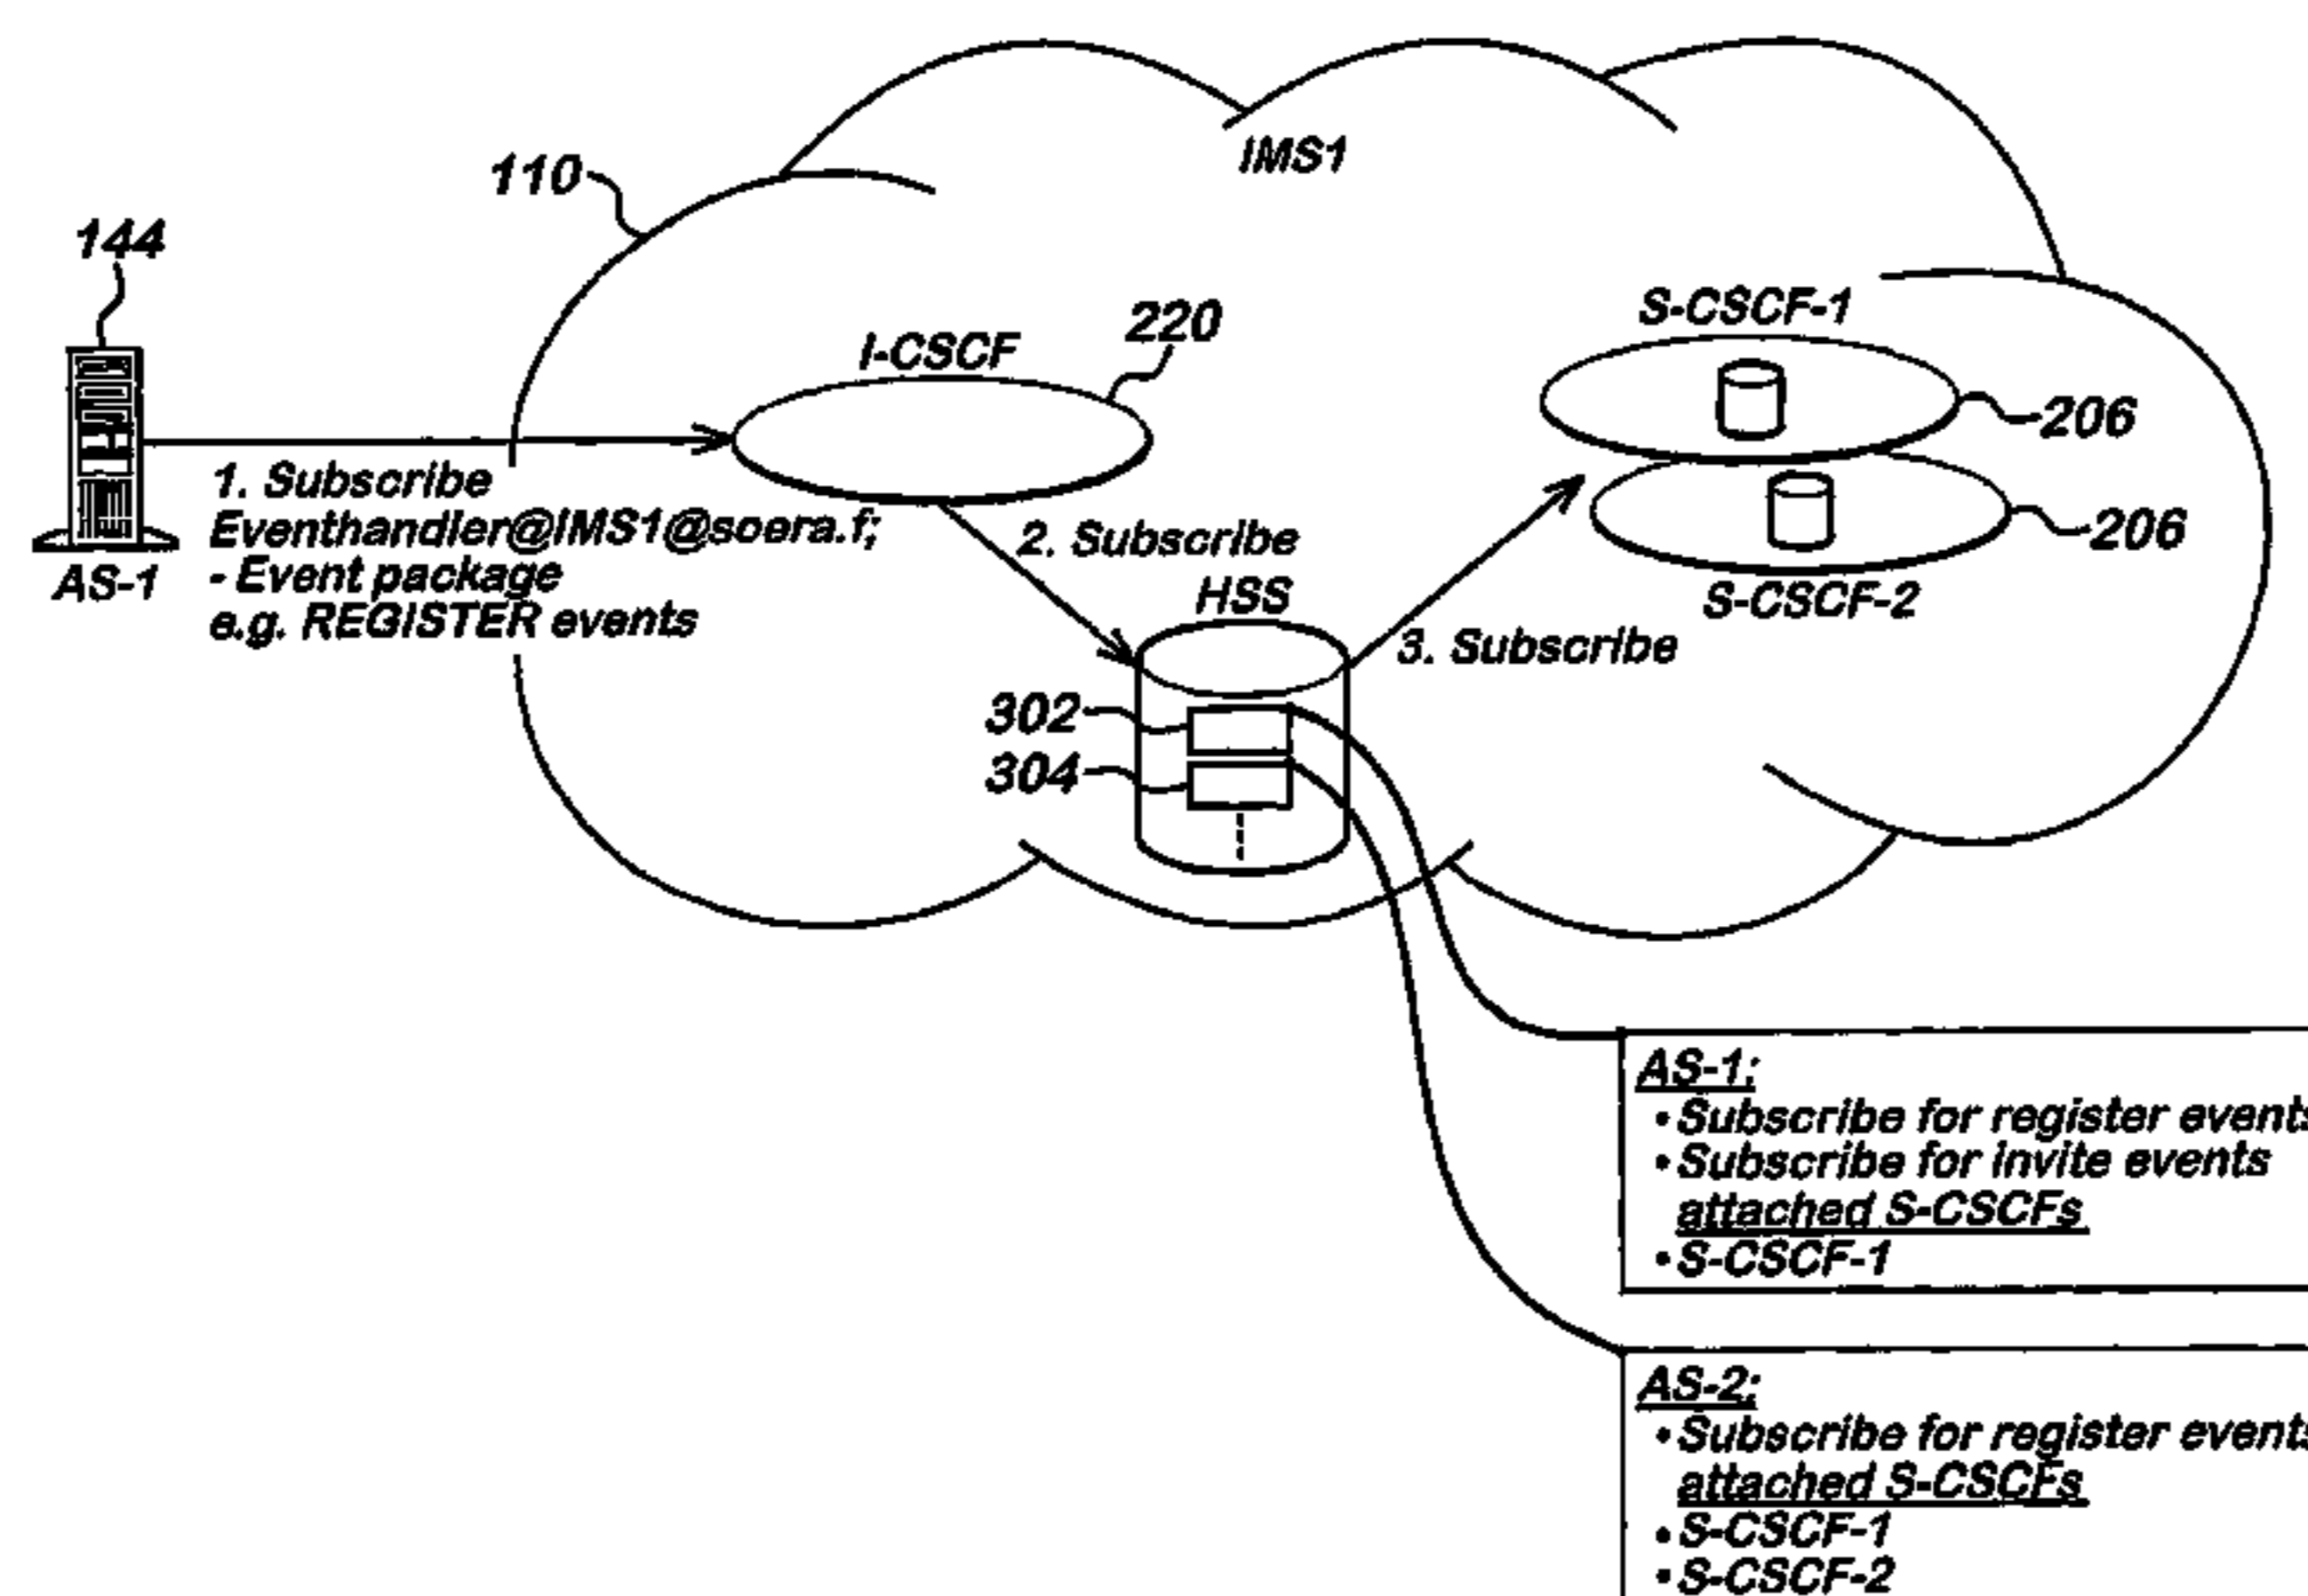 IMS1
110
144
S-CSCF-1
I-CSCF
220
206
1. Subscribe
Eventhandler@IMS1@soera.f;
- Event package
e.g. REGISTER events
AS-1
2. Subscribe
206
HSS
S-CSCF-2
3. Subscribe
302
304
AS-1:
• Subscribe for register events
• Subscribe for invite events
attached S-CSCFs
• S-CSCF-1
AS-2:
• Subscribe for register events
attached S-CSCFs
• S-CSCF-1
• S-CSCF-2